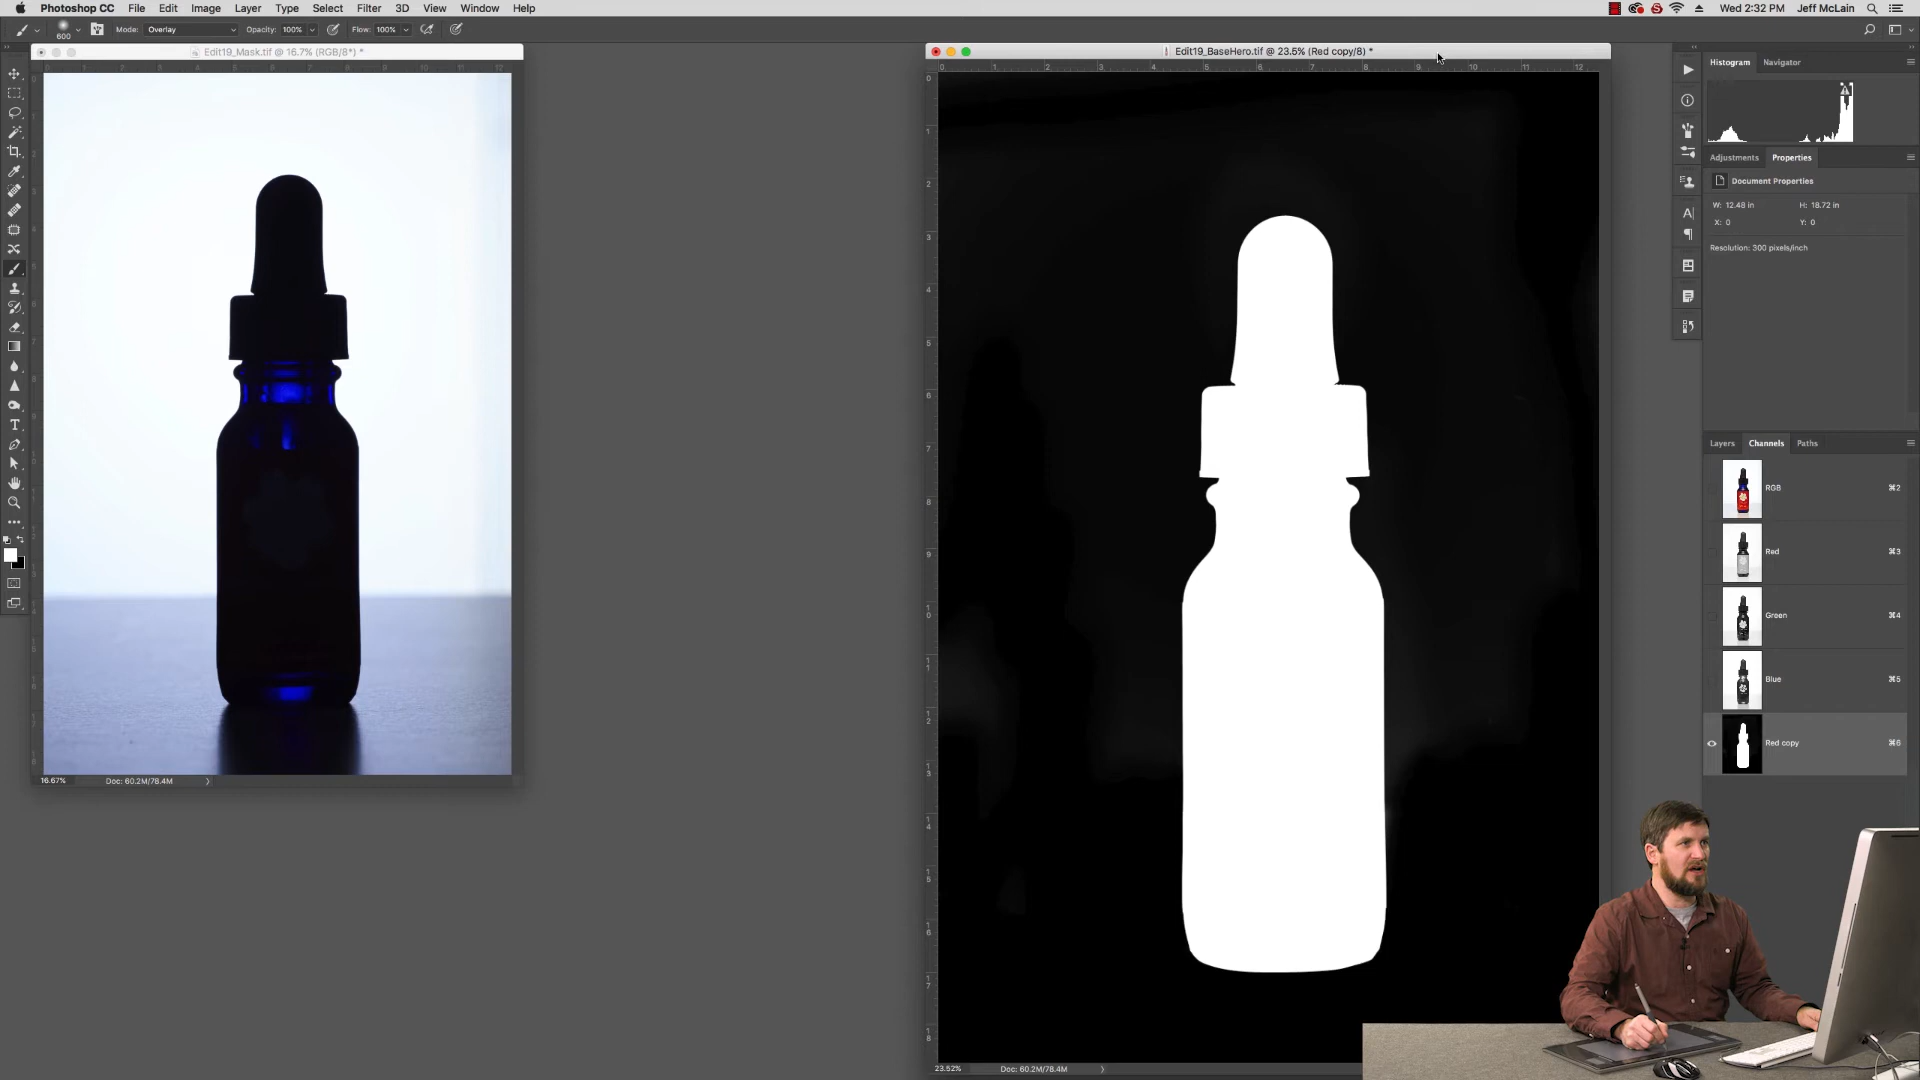 Photoshop CC File Edit Image Layer Type Select Filter 3D View Window Help
Wed 2:32 PM Jeff McLain
600 Mode: Overlay Opacity: 100% Flow: 100%
Edit19_Mask.tif @ 16.7% (RGB/8*) *
Edit19_BaseHero.tif @ 23.5% (Red copy/8) *
Histogram Navigator
Adjustments Properties
Document Properties
W: 12.48 in H: 18.72 in
X: 0 Y: 0
Resolution: 300 pixels/inch
Layers Channels Paths
RGB ⌘2
Red ⌘3
Green ⌘4
Blue ⌘5
Red copy ⌘6
16.67% Doc: 60.2M/78.4M
23.52% Doc: 60.2M/78.4M